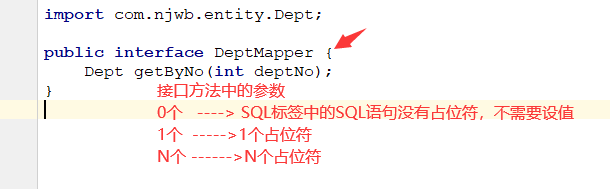 import com.njwb.entity.Dept;
public interface DeptMapper {
Dept getByNo(int deptNo);
}
接口方法中的参数
0个 ----> SQL标签中的SQL语句没有占位符，不需要设值
1个 ----->1个占位符
N个 ------>N个占位符